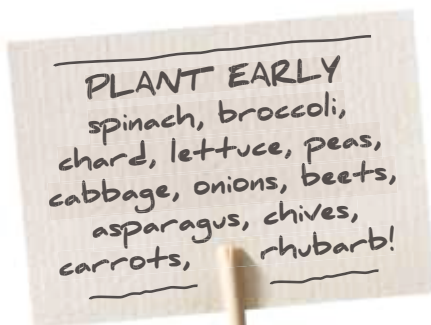 PLANT EARLY
spinach, broccoli,
chard, lettuce, peas,
cabbage, onions, beets,
asparagus, chives,
carrots, rhubarb!